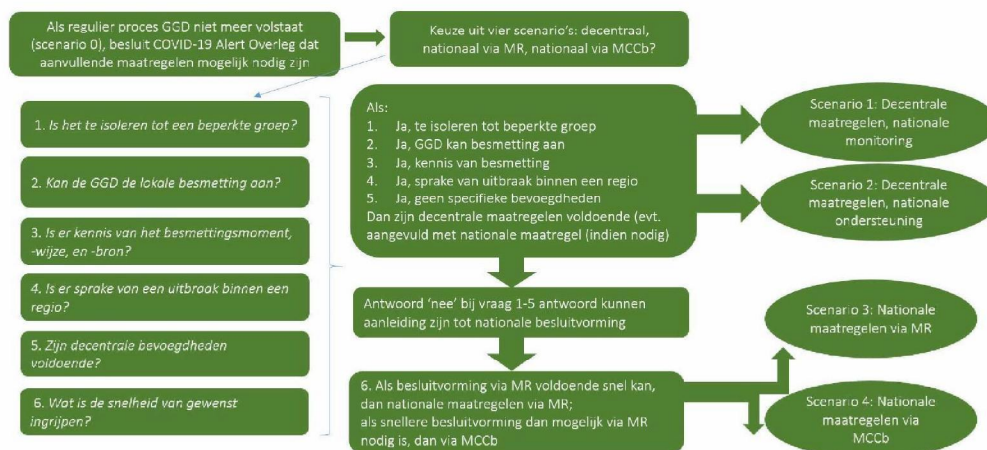 Als regulier proces GGD niet meer volstaat
(scenario 0), besluit COVID-19 Alert Overleg dat
aanvullende maatregelen mogelijk nodig zijn
Keuze uit vier scenario's: decentraal,
nationaal via MR, nationaal via MCCb?
1. Is het te isoleren tot een beperkte groep?
2. Kan de GGD de lokale besmetting aan?
3. Is er kennis van het besmettingsmoment,
-wijze, en -bron?
4. Is er sprake van een uitbraak binnen een
regio?
5. Zijn decentrale bevoegdheden
voldoende?
6. Wat is de snelheid van gewenst
ingrijpen?
Als:
1. Ja, te isoleren tot beperkte groep
2. Ja, GGD kan besmetting aan
3. Ja, kennis van besmetting
4. Ja, sprake van uitbraak binnen een regio
5. Ja, geen specifieke bevoegdheden
Dan zijn decentrale maatregelen voldoende (evt.
aangevuld met nationale maatregel (indien nodig)
Antwoord 'nee' bij vraag 1-5 antwoord kunnen
aanleiding zijn tot nationale besluitvorming
6. Als besluitvorming via MR voldoende snel kan,
dan nationale maatregelen via MR;
als snellere besluitvorming dan mogelijk via MR
nodig is, dan via MCCb
Scenario 1: Decentrale
maatregelen, nationale
monitoring
Scenario 2: Decentrale
maatregelen, nationale
ondersteuning
Scenario 3: Nationale
maatregelen via MR
Scenario 4: Nationale
maatregelen via
MCCb